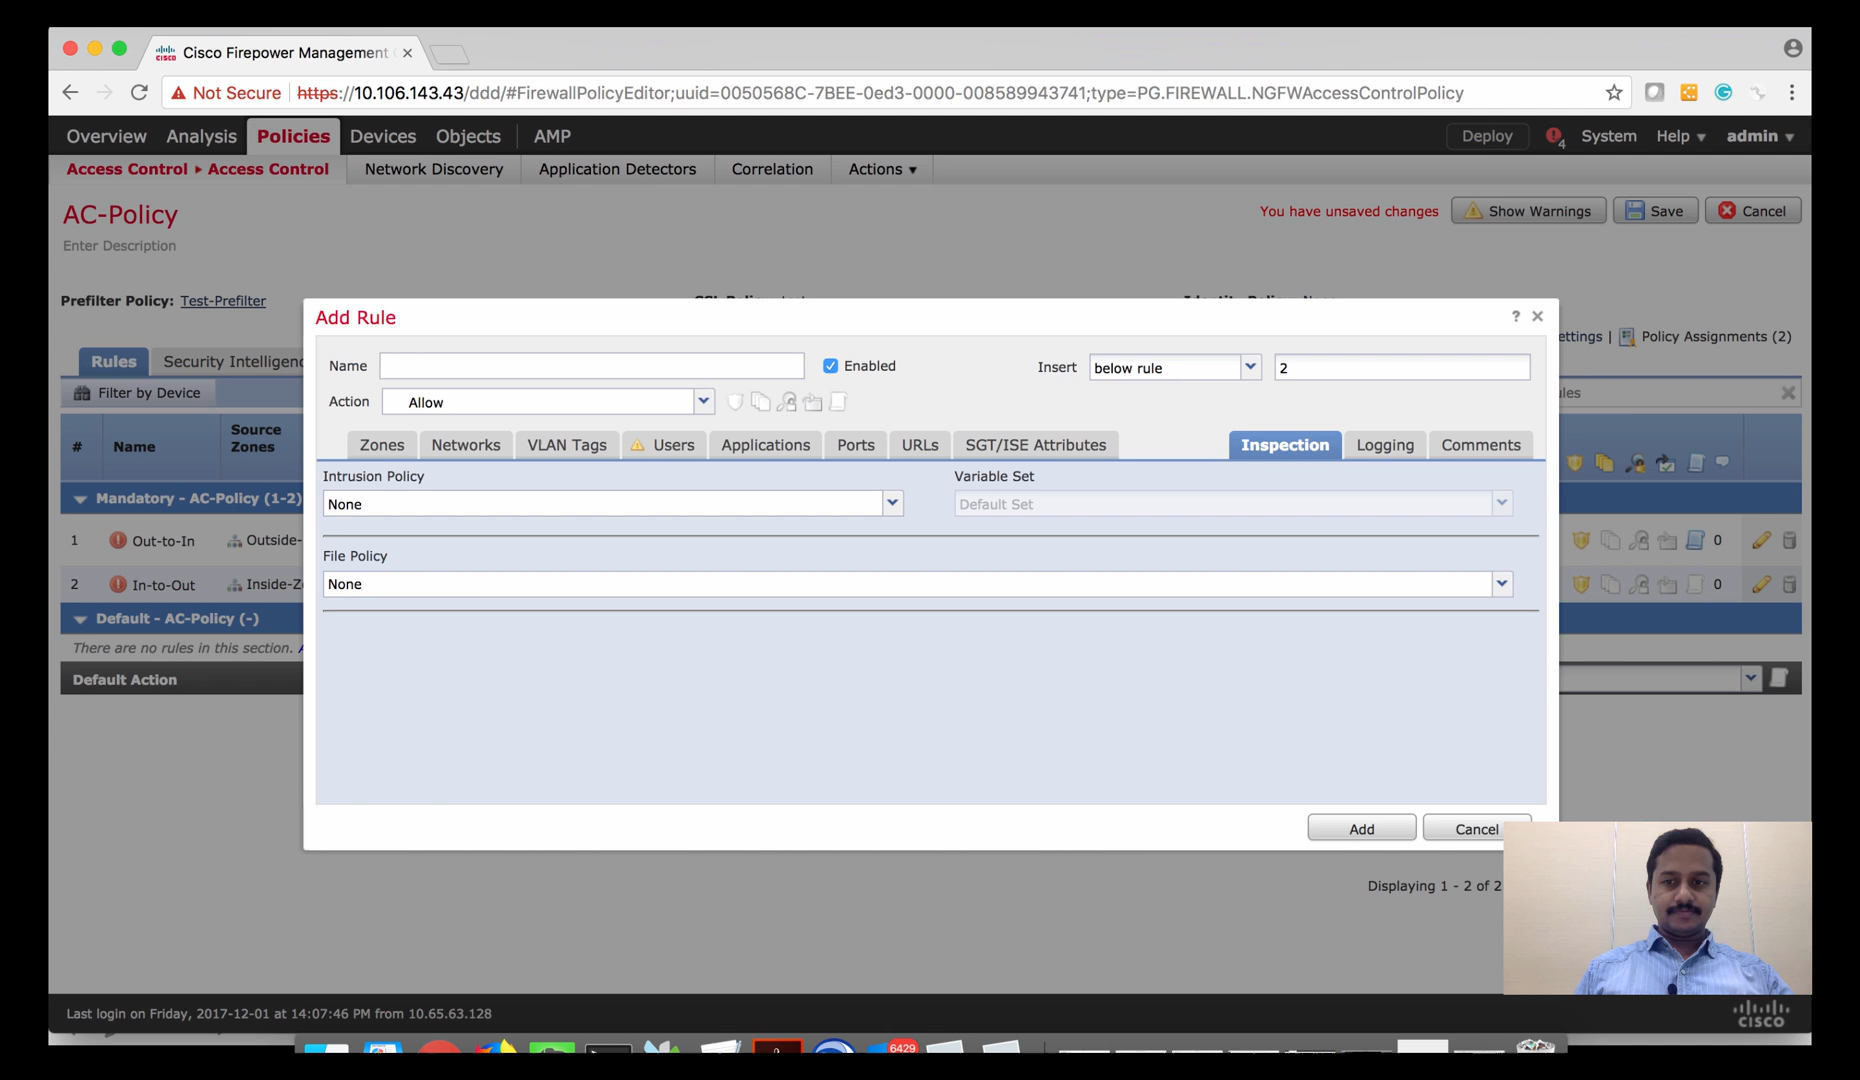 Cisco Firepower Management
Not Secure https://10.106.143.43/ddd/#FirewallPolicyEditor;uuid=0050568C-7BEE-0ed3-0000-008589943741;type=PG.FIREWALL.NGFWAccessControlPolicy
Overview Analysis Policies Devices Objects AMP Deploy 4 System Help admin
Access Control Access Control Network Discovery Application Detectors Correlation Actions
AC-Policy
You have unsaved changes Show Warnings Save Cancel
Enter Description
Prefilter Policy: Test-Prefilter
Add Rule ?
ettings | Policy Assignments (2)
Rules Security Intelligenc
Name Enabled Insert below rule 2
Filter by Device
Action Allow
# Name Source Zones
Zones Networks VLAN Tags Users Applications Ports URLs SGT/ISE Attributes Inspection Logging Comments
Intrusion Policy Variable Set
Mandatory - AC-Policy (1-2)
None Default Set
1 Out-to-In Outside- 0
File Policy
2 In-to-Out Inside-Z None 0
Default - AC-Policy (-)
There are no rules in this section.
Default Action
Add Cancel
Displaying 1 - 2 of 2
Last login on Friday, 2017-12-01 at 14:07:46 PM from 10.65.63.128
CISCO
6429